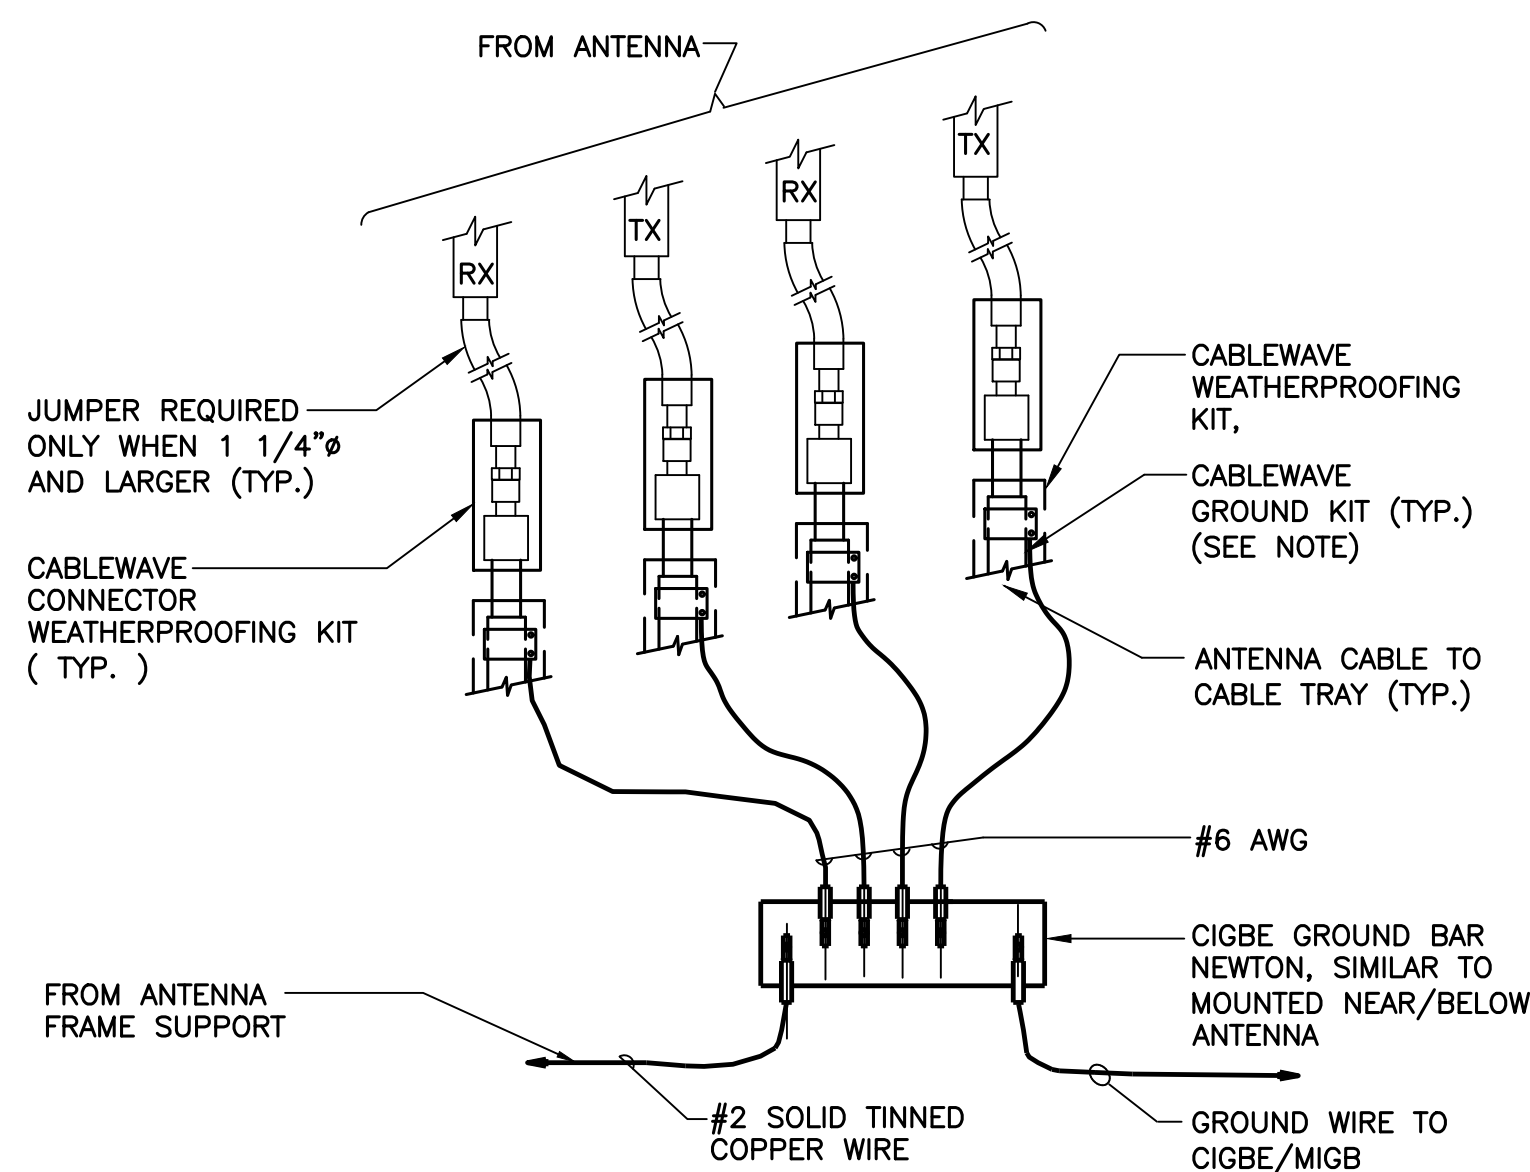 FROM ANTENNA
TX
RX
TX
RX
JUMPER REQUIRED
ONLY WHEN 1 1/4"ø
AND LARGER (TYP.)
CABLEWAVE
CONNECTOR
WEATHERPROOFING KIT
( TYP. )
CABLEWAVE
WEATHERPROOFING
KIT,
CABLEWAVE
GROUND KIT (TYP.)
(SEE NOTE)
ANTENNA CABLE TO
CABLE TRAY (TYP.)
#6 AWG
CIGBE GROUND BAR
NEWTON, SIMILAR TO
MOUNTED NEAR/BELOW
ANTENNA
FROM ANTENNA
FRAME SUPPORT
#2 SOLID TINNED
COPPER WIRE
GROUND WIRE TO
CIGBE/MIGB